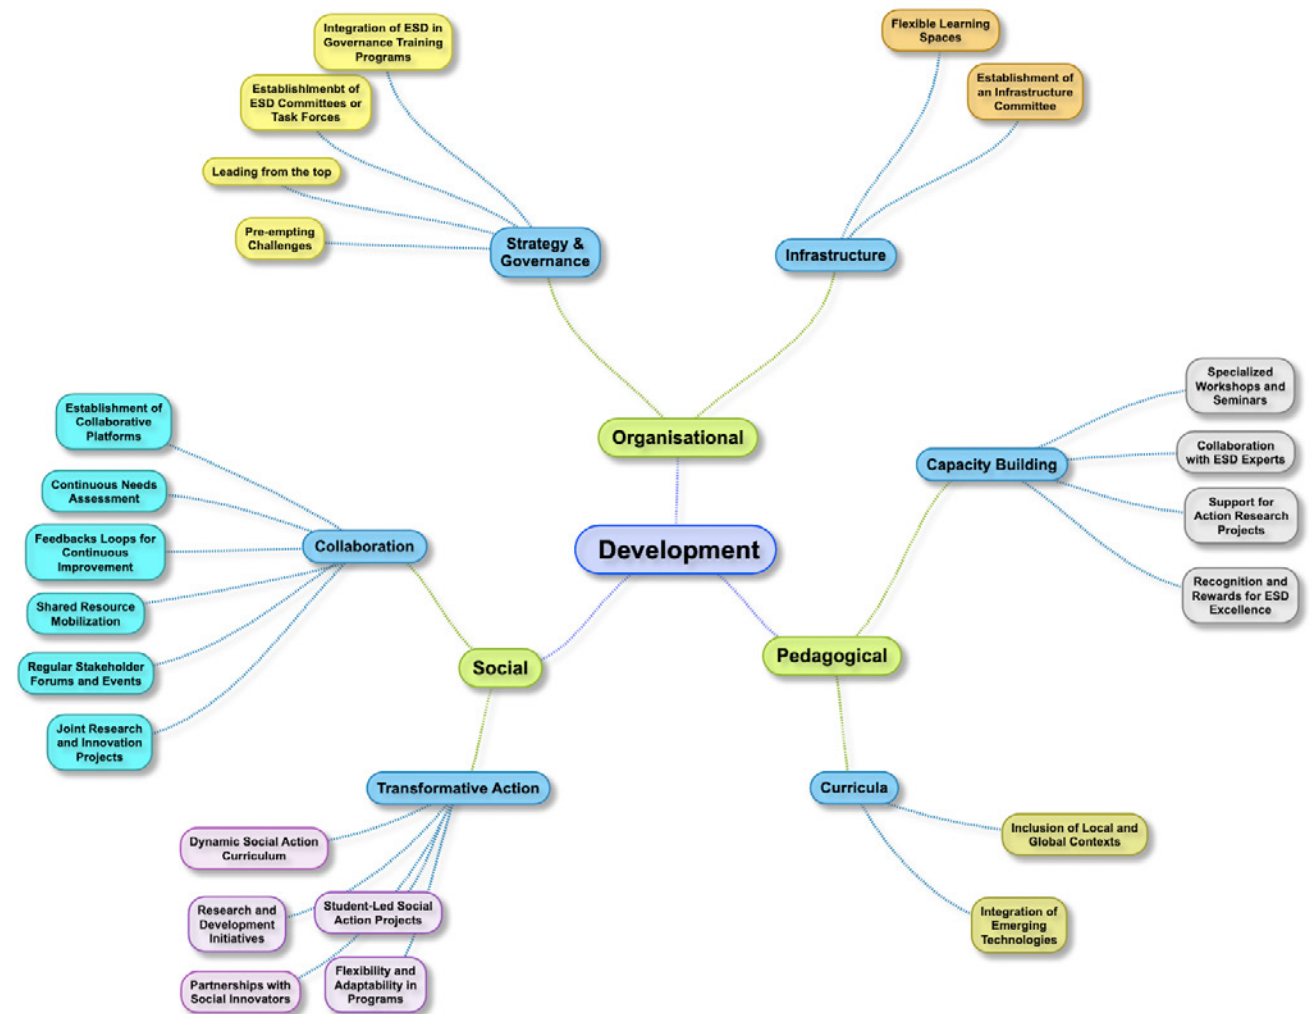 Integration of ESD in
Governance Training
Programs
Establishlmenbt of
ESD Committees or
Task Forces
Leading from the top
Pre-empting
Challenges
Strategy &
Governance
Flexible Learning
Spaces
Establishment of
an Infrastructure
Committee
Infrastructure
Organisational
Development
Establishment of
Collaborative
Platforms
Continuous Needs
Assessment
Feedbacks Loops for
Continuous
Improvement
Shared Resource
Mobilization
Regular Stakeholder
Forums and Events
Joint Research
and Innovation
Projects
Collaboration
Social
Transformative Action
Dynamic Social Action
Curriculum
Research and
Development
Initiatives
Student-Led Social
Action Projects
Partnerships with
Social Innovators
Flexibility and
Adaptability in
Programs
Capacity Building
Specialized
Workshops and
Seminars
Collaboration
with ESD Experts
Support for
Action Research
Projects
Recognition and
Rewards for ESD
Excellence
Pedagogical
Curricula
Inclusion of Local and
Global Contexts
Integration of
Emerging
Technologies